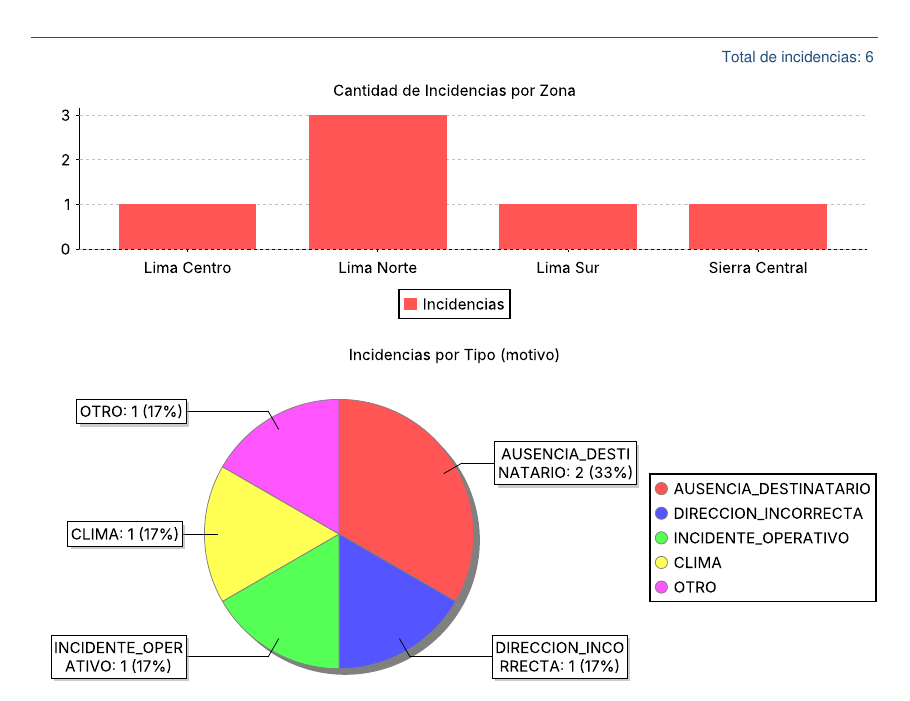 Total de incidencias: 6
Cantidad de Incidencias por Zona
3
2
1
0
Lima Centro
Lima Norte
Lima Sur
Sierra Central
Incidencias
Incidencias por Tipo (motivo)
OTRO: 1 (17%)
AUSENCIA_DESTI
NATARIO: 2 (33%)
CLIMA: 1 (17%)
INCIDENTE_OPER
ATIVO: 1 (17%)
DIRECCION_INCO
RRECTA: 1 (17%)
AUSENCIA_DESTINATARIO
DIRECCION_INCORRECTA
INCIDENTE_OPERATIVO
CLIMA
OTRO